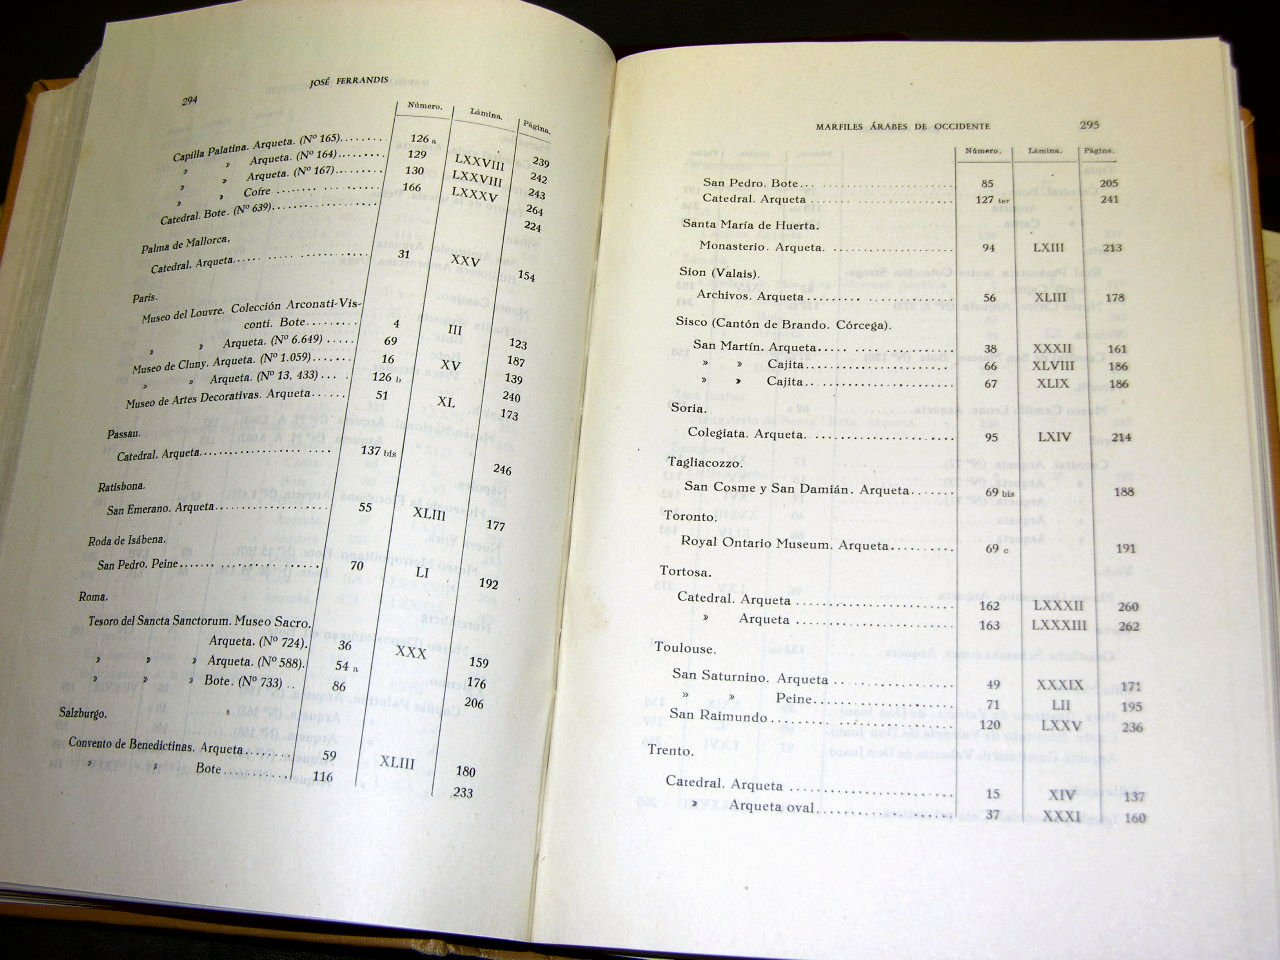 294
JOSÉ FERRANDIS
Número. Lámina. Página.
Capilla Palatina. Arqueta. (Nº 165)........ 126 a 239
» » Arqueta. (Nº 164)........ 129 LXXVIII 242
» » Arqueta. (Nº 167)........ 130 LXXVIII 243
» » Cofre ........ 166 LXXXV 264
Catedral. Bote. (Nº 639)........ 224
Palma de Mallorca,
Catedral. Arqueta........ 31 XXV 154
París.
Museo del Louvre. Colección Arconati-Vis-
conti. Bote........ 4 III 123
» » Arqueta. (Nº 6.649) ..... 69 187
Museo de Cluny. Arqueta. (Nº 1.059)....... 16 XV 139
» » Arqueta. (Nº 13, 433) ... . 126 b 240
Museo de Artes Decorativas. Arqueta...... 51 XL 173
Passau.
Catedral. Arqueta........ 137 bis 246
Ratisbona.
San Emerano. Arqueta........ 55 XLIII 177
Roda de Isábena.
San Pedro. Peine........ 70 LI 192
Roma.
Tesoro del Sancta Sanctorum. Museo Sacro.
Arqueta. (Nº 724). 36 XXX 159
» » » Arqueta. (Nº 588). 54 a 176
» » » Bote. (Nº 733) .. 86 206
Salzburgo.
Convento de Benedictinas. Arqueta........ 59 XLIII 180
» » Bote........ 116 233
MARFILES ÁRABES DE OCCIDENTE
295
Número. Lámina. Página.
San Pedro. Bote... ........ 85 205
Catedral. Arqueta ........ 127 ter 241
Santa María de Huerta.
Monasterio. Arqueta. ........ 94 LXIII 213
Sion (Valais).
Archivos. Arqueta........ 56 XLIII 178
Sisco (Cantón de Brando. Córcega).
San Martín. Arqueta........ 38 XXXII 161
» » Cajita........ 66 XLVIII 186
» » Cajita........ 67 XLIX 186
Soria.
Colegiata. Arqueta. ........ 95 LXIV 214
Tagliacozzo.
San Cosme y San Damián. Arqueta....... 69 bis 188
Toronto.
Royal Ontario Museum. Arqueta.......... 69 c 191
Tortosa.
Catedral. Arqueta ........ 162 LXXXII 260
» Arqueta ........ 163 LXXXIII 262
Toulouse.
San Saturnino. Arqueta ........ 49 XXXIX 171
» » Peine........ 71 LII 195
San Raimundo........ 120 LXXV 236
Trento.
Catedral. Arqueta ........ 15 XIV 137
» Arqueta oval........ 37 XXXI 160